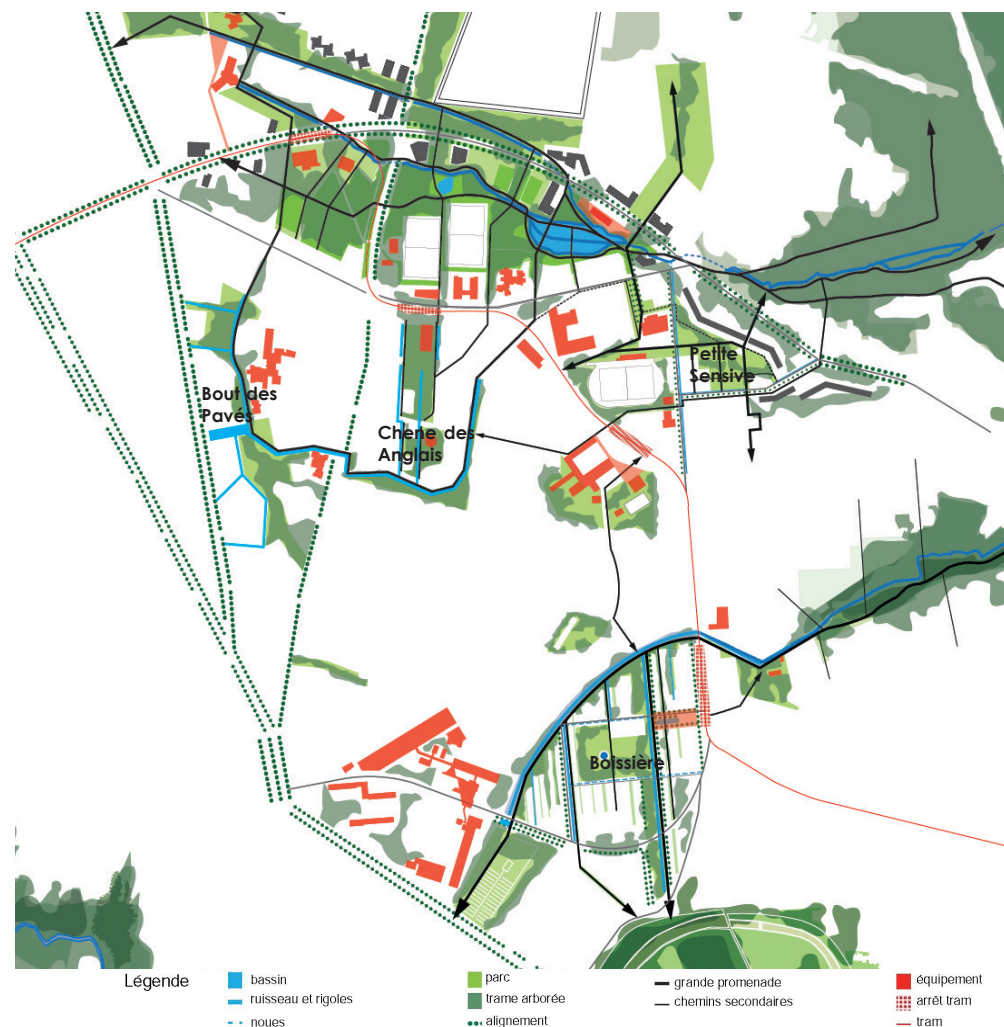 Petite
Sensive
Bout des
Pavés
Chene des
Anglais
Boissière
Légende
bassin
ruisseau et rigoles
noues
parc
trame arborée
alignement
grande promenade
chemins secondaires
équipement
arrêt tram
tram